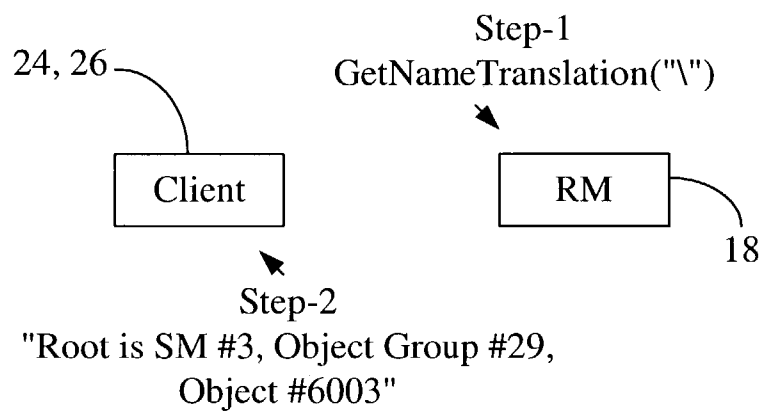 Step-1
24, 26
GetNameTranslation("\")
Client
RM
18
Step-2
"Root is SM #3, Object Group #29,
Object #6003"